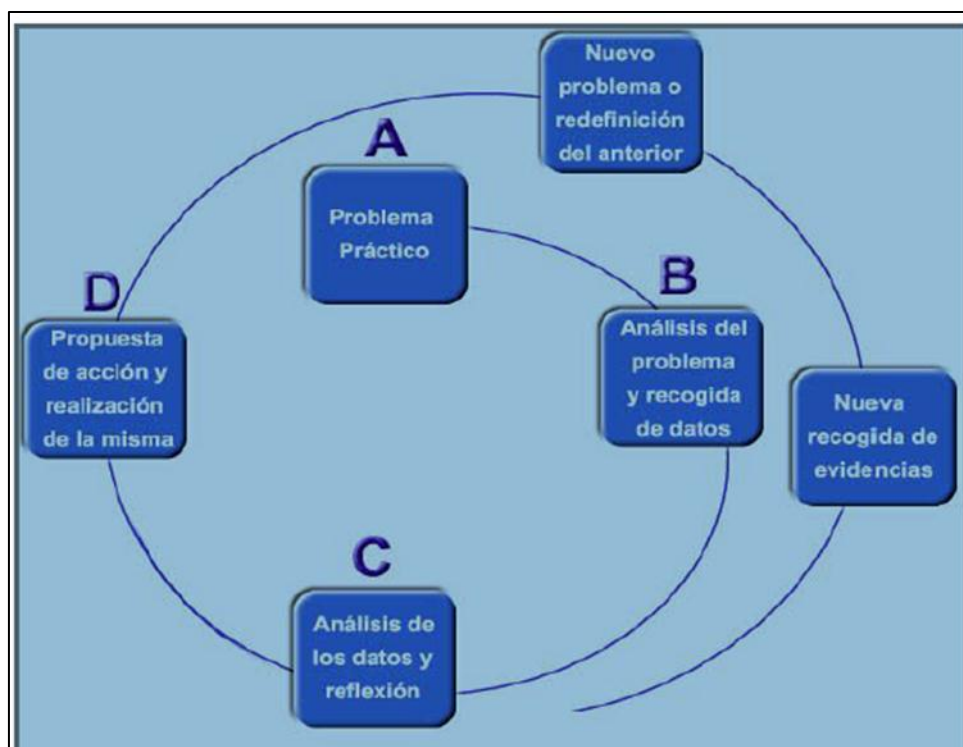 Nuevo
problema o
redefinición
del anterior
A
Problema
Práctico
B
Análisis del
problema
y recogida
de datos
D
Propuesta
de acción y
realización
de la misma
Nueva
recogida de
evidencias
C
Análisis de
los datos y
reflexión